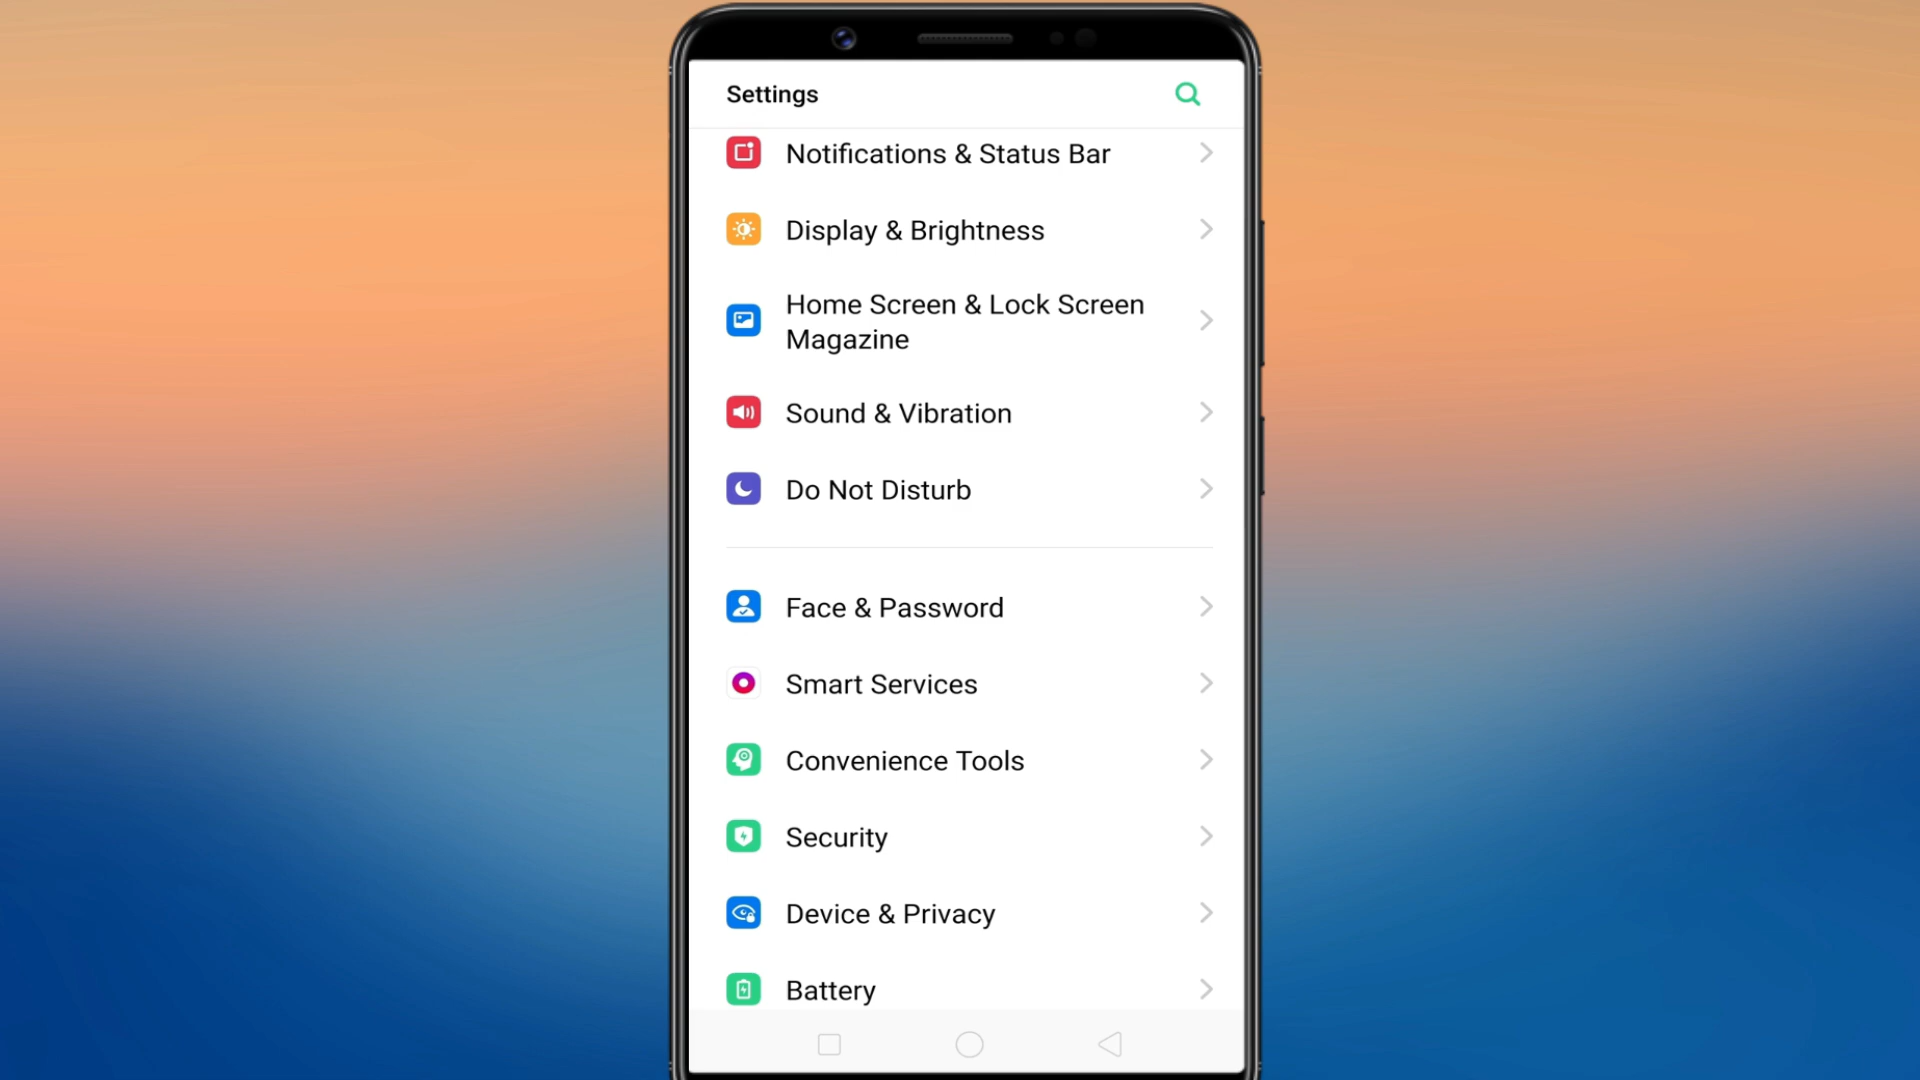 Settings
Notifications & Status Bar
Display & Brightness
Home Screen & Lock Screen
Magazine
Sound & Vibration
Do Not Disturb
Face & Password
Smart Services
Convenience Tools
Security
Device & Privacy
Battery